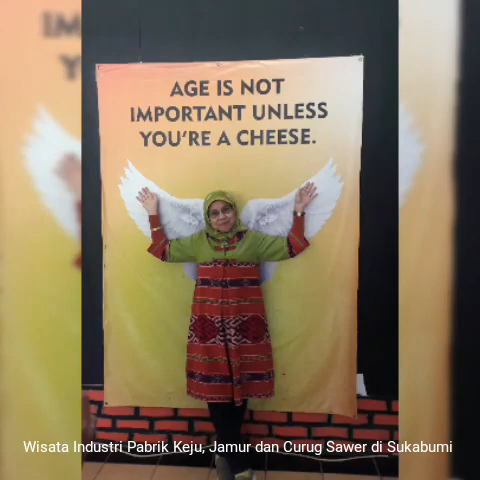 AGE IS NOT
IMPORTANT UNLESS
YOU'RE A CHEESE.
Wisata Industri Pabrik Keju, Jamur dan Curug Sawer di Sukabumi